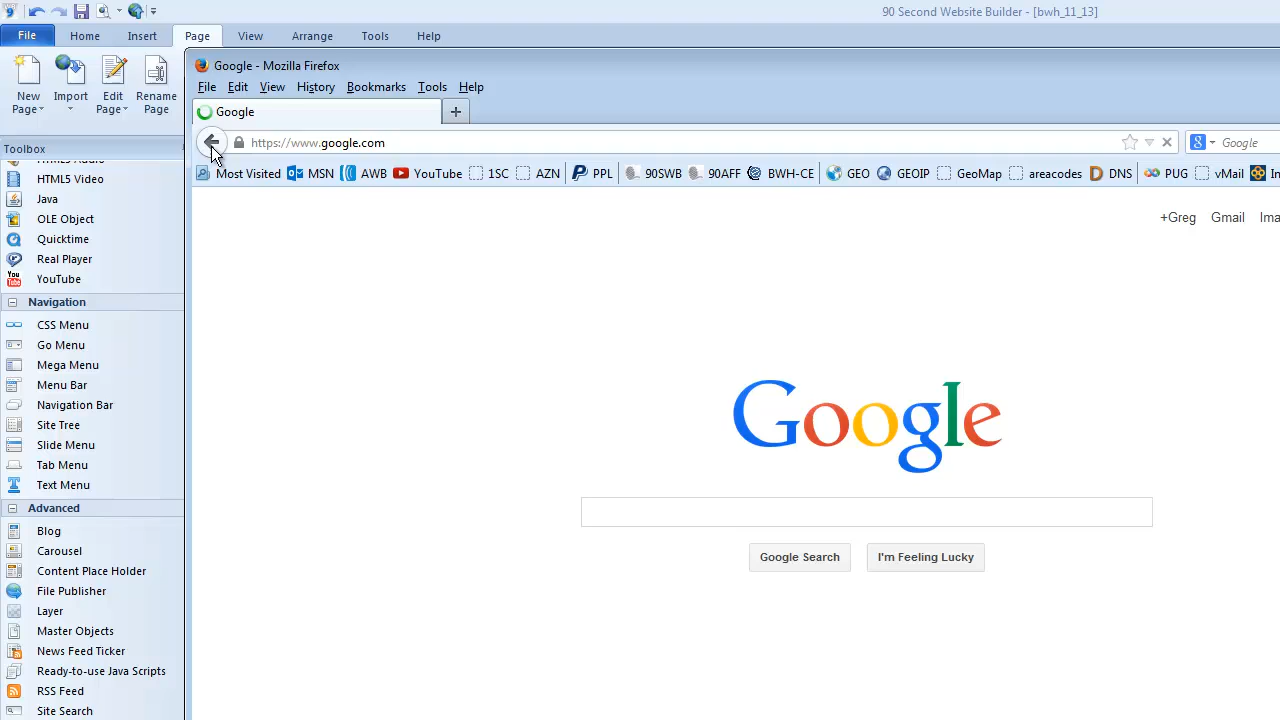 90 Second Website Builder - [bwh_11_13]
File Home Insert Page View Arrange Tools Help
New Page Import Edit Page Rename Page
Toolbox
HTML5 Audio
HTML5 Video
Java
OLE Object
Quicktime
Real Player
YouTube
Navigation
CSS Menu
Go Menu
Mega Menu
Menu Bar
Navigation Bar
Site Tree
Slide Menu
Tab Menu
Text Menu
Advanced
Blog
Carousel
Content Place Holder
File Publisher
Layer
Master Objects
News Feed Ticker
Ready-to-use Java Scripts
RSS Feed
Site Search
Google - Mozilla Firefox
File Edit View History Bookmarks Tools Help
Google
https://www.google.com Google
Most Visited MSN AWB YouTube 1SC AZN PPL 90SWB 90AFF BWH-CE GEO GEOIP GeoMap areacodes DNS PUG vMail In
+Greg Gmail Ima
Google
Google Search I'm Feeling Lucky